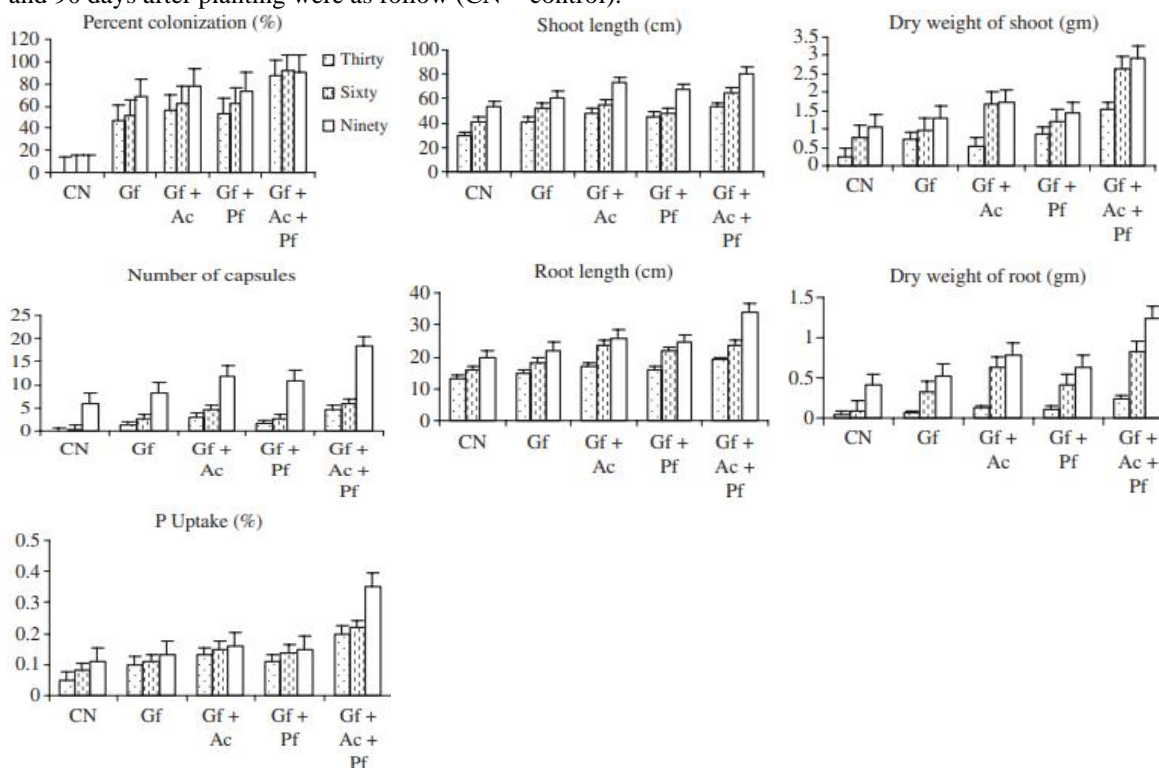 and 90 days after planting were as follow (CN = control).
Percent colonization (%)
120
100
80
60
40
20
0
Thirty
Sixty
Ninety
CN
Gf
Gf +
Ac
Gf +
Pf
Gf +
Ac +
Pf
Shoot length (cm)
100
80
60
40
20
0
CN
Gf
Gf +
Ac
Gf +
Pf
Gf +
Ac +
Pf
Dry weight of shoot (gm)
3.5
3
2.5
2
1.5
1
0.5
0
CN
Gf
Gf +
Ac
Gf +
Pf
Gf +
Ac +
Pf
Number of capsules
25
20
15
10
5
0
CN
Gf
Gf +
Ac
Gf +
Pf
Gf +
Ac +
Pf
Root length (cm)
40
30
20
10
0
CN
Gf
Gf +
Ac
Gf +
Pf
Gf +
Ac +
Pf
Dry weight of root (gm)
1.5
1
0.5
0
CN
Gf
Gf +
Ac
Gf +
Pf
Gf +
Ac +
Pf
P Uptake (%)
0.5
0.4
0.3
0.2
0.1
0
CN
Gf
Gf +
Ac
Gf +
Pf
Gf +
Ac +
Pf